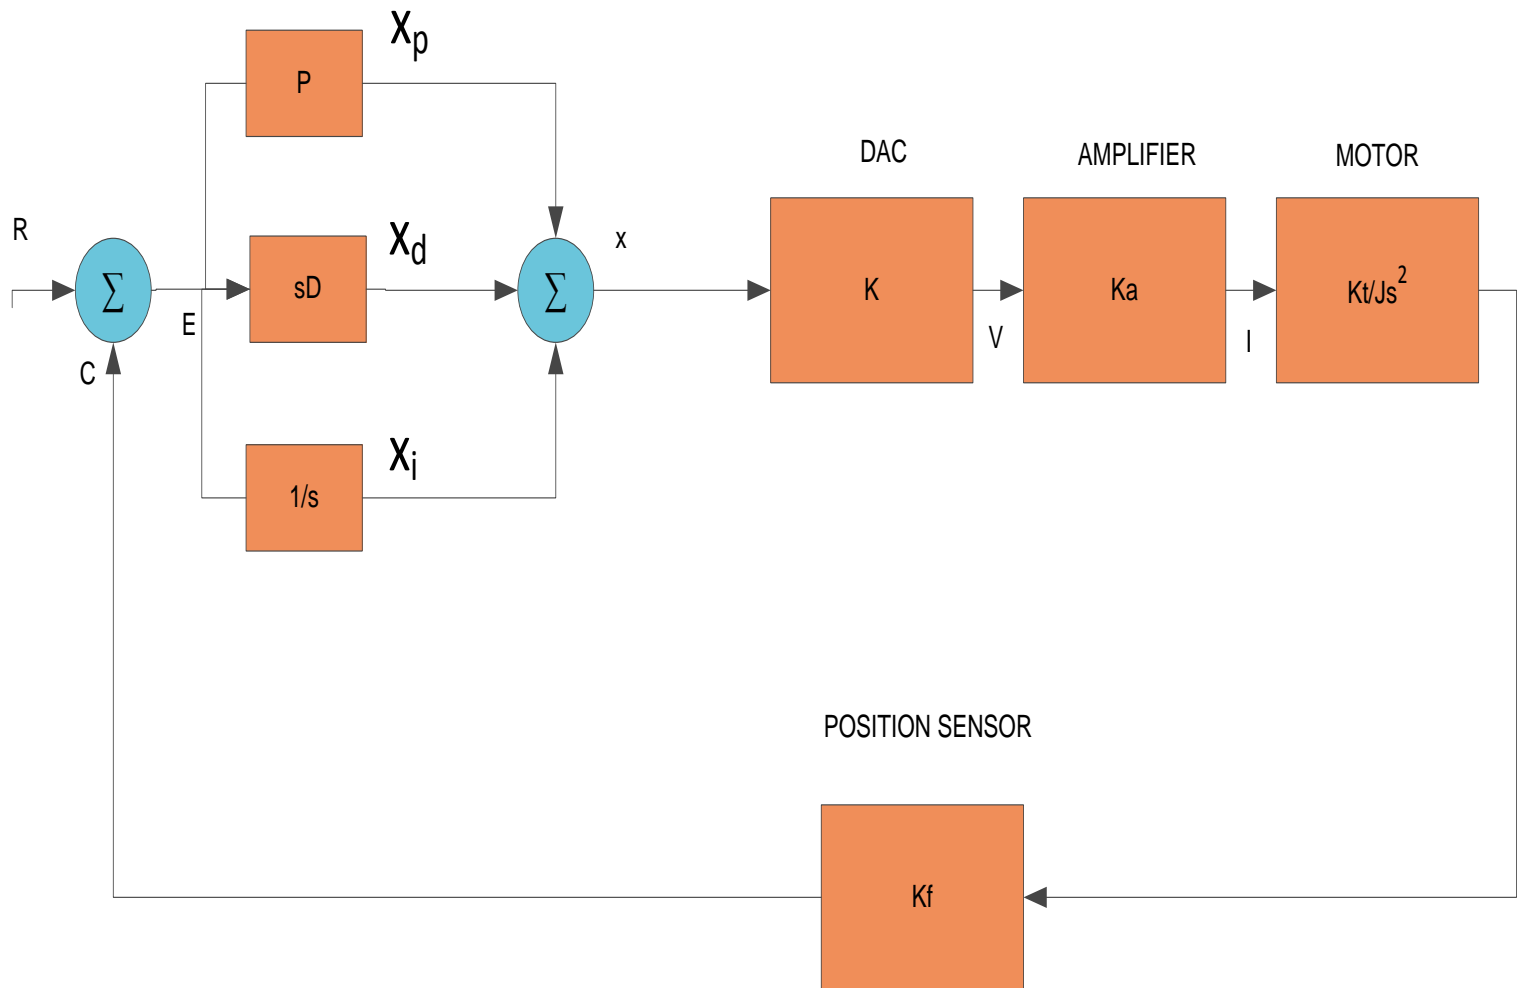 Xp
P
DAC
AMPLIFIER
MOTOR
R
Xd
x
Σ
sD
Σ
K
Ka
Kt/Js²
E
V
I
C
Xi
1/s
POSITION SENSOR
Kf